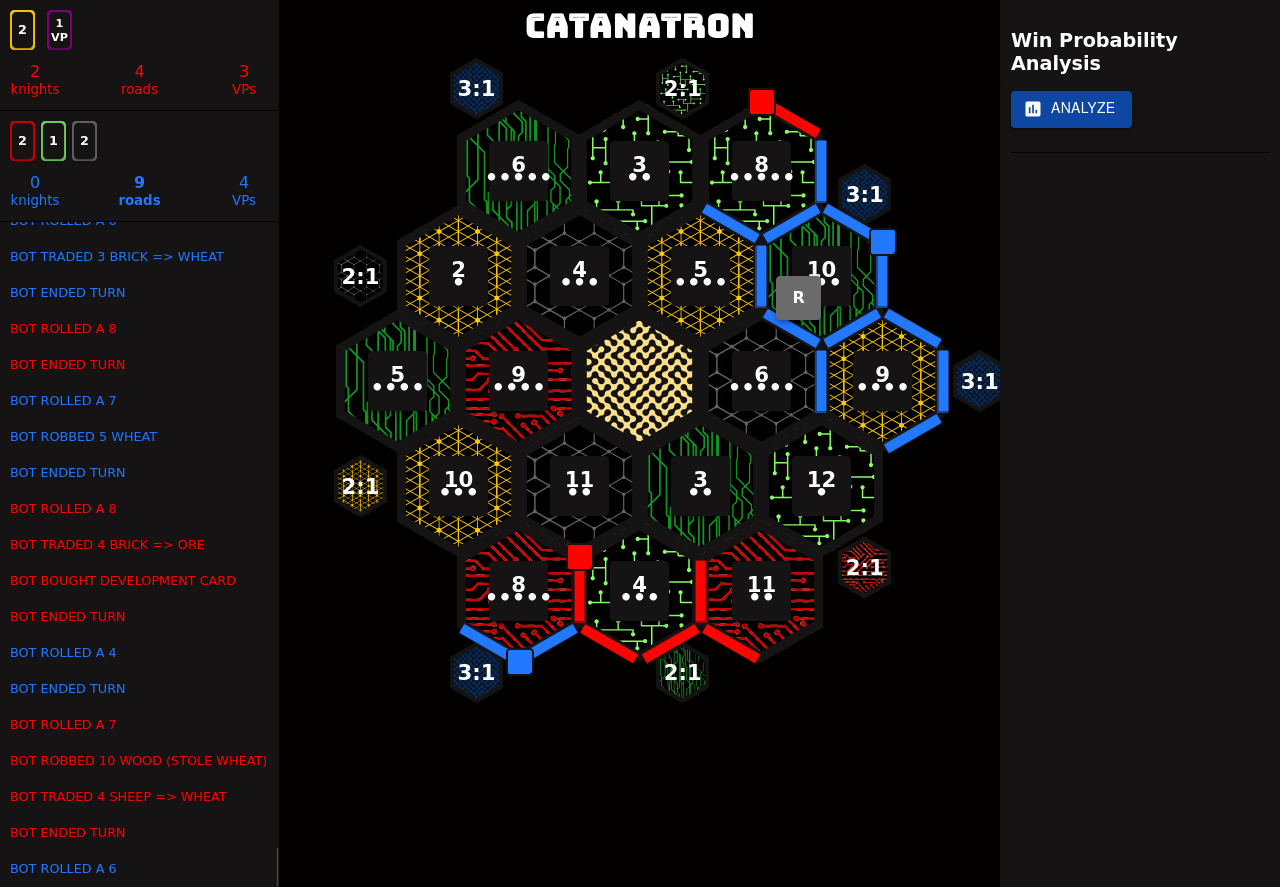 CATANATRON
2
1
VP
2
knights
4
roads
3
VPs
2
1
2
0
knights
9
roads
4
VPs
BOT ROLLED A 8
BOT TRADED 3 BRICK => WHEAT
BOT ENDED TURN
BOT ROLLED A 8
BOT ENDED TURN
BOT ROLLED A 7
BOT ROBBED 5 WHEAT
BOT ENDED TURN
BOT ROLLED A 8
BOT TRADED 4 BRICK => ORE
BOT BOUGHT DEVELOPMENT CARD
BOT ENDED TURN
BOT ROLLED A 4
BOT ENDED TURN
BOT ROLLED A 7
BOT ROBBED 10 WOOD (STOLE WHEAT)
BOT TRADED 4 SHEEP => WHEAT
BOT ENDED TURN
BOT ROLLED A 6
3:1
2:1
6
3
8
3:1
2:1
2
4
5
10
R
5
9
6
9
3:1
2:1
10
11
3
12
8
4
11
2:1
3:1
2:1
Win Probability
Analysis
ANALYZE